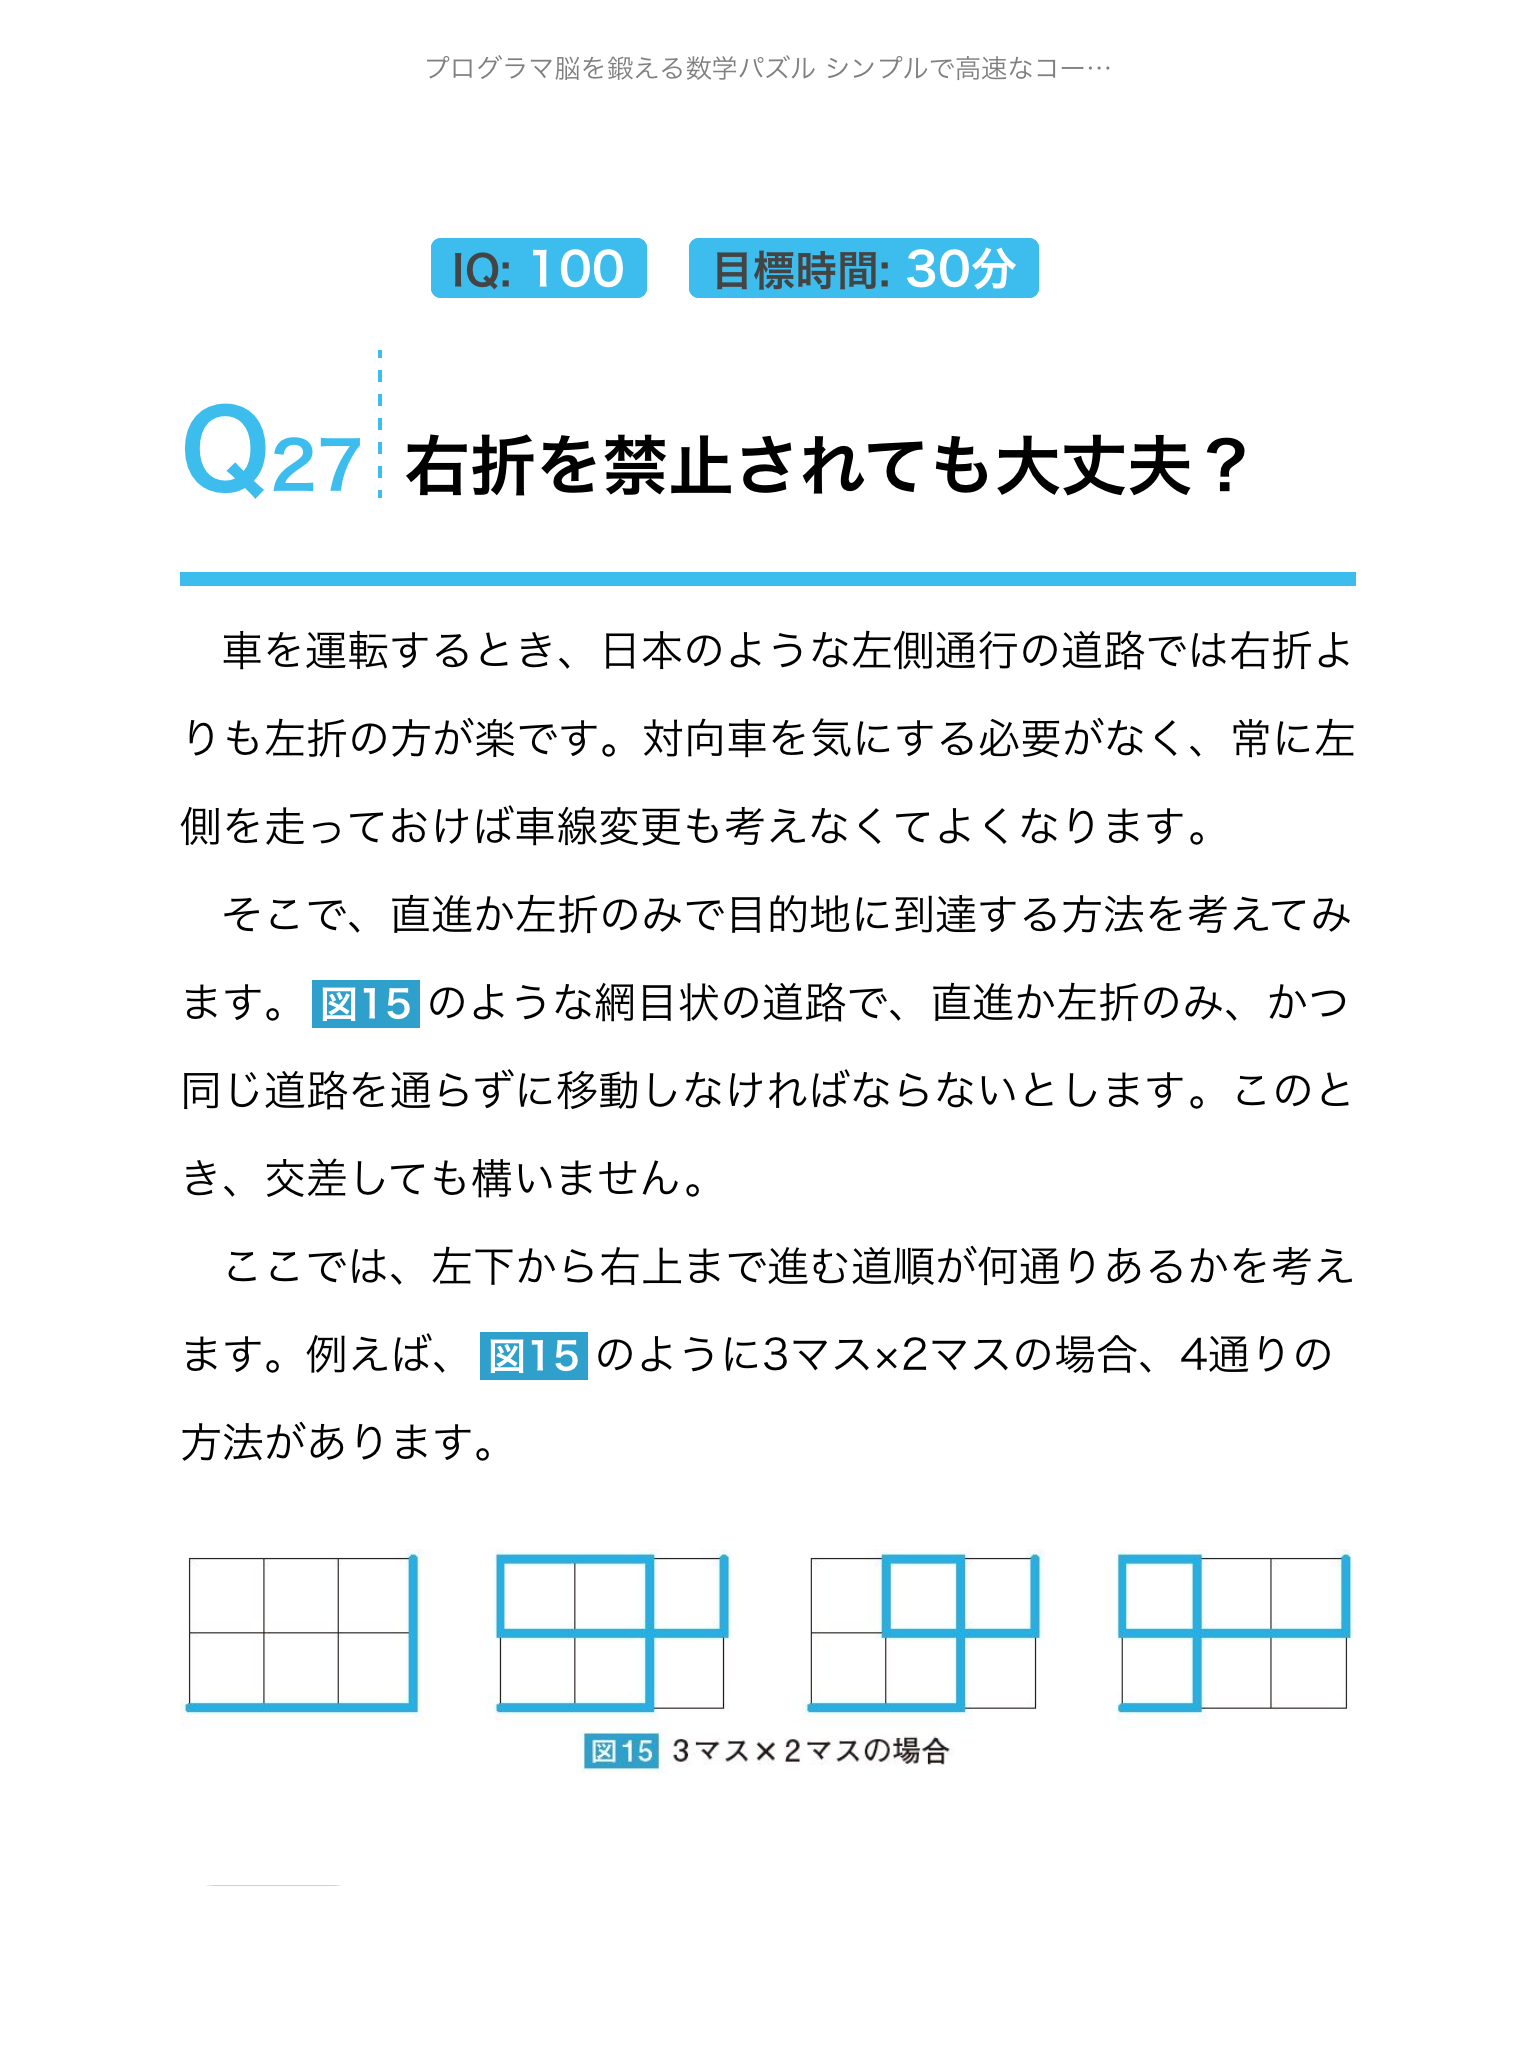 プログラマ脳を鍛える数学パズル シンプルで高速なコー…
IQ: 100 目標時間: 30分
Q27 右折を禁止されても大丈夫？
車を運転するとき、日本のような左側通行の道路では右折よ
りも左折の方が楽です。対向車を気にする必要がなく、常に左
側を走っておけば車線変更も考えなくてよくなります。
そこで、直進か左折のみで目的地に到達する方法を考えてみ
ます。図15のような網目状の道路で、直進か左折のみ、かつ
同じ道路を通らずに移動しなければならないとします。このと
き、交差しても構いません。
ここでは、左下から右上まで進む道順が何通りあるかを考え
ます。例えば、図15のように3マス×2マスの場合、4通りの
方法があります。
図15 3マス×2マスの場合